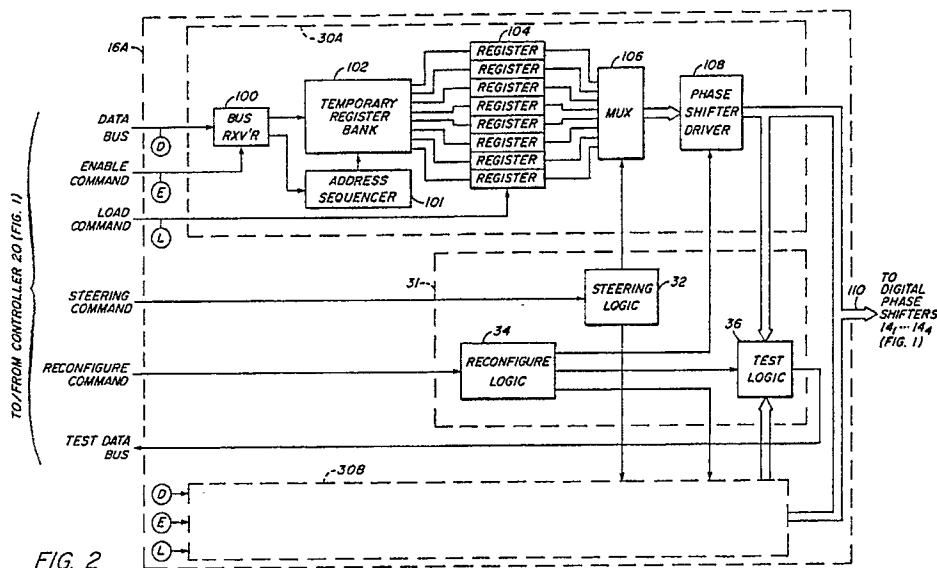 16A
30A
104
REGISTER
REGISTER
REGISTER
REGISTER
REGISTER
REGISTER
REGISTER
REGISTER
102
TEMPORARY
REGISTER
BANK
106
MUX
108
PHASE
SHIFTER
DRIVER
100
BUS
RXV'R
DATA
BUS
D
ENABLE
COMMAND
E
ADDRESS
SEQUENCER
101
LOAD
COMMAND
L
TO/FROM CONTROLLER 20 (FIG. 1)
31
STEERING
COMMAND
STEERING
LOGIC
32
110
TO
DIGITAL
PHASE
SHIFTERS
14₁ ··· 14₄
(FIG. 1)
34
RECONFIGURE
COMMAND
RECONFIGURE
LOGIC
36
TEST
LOGIC
TEST DATA
BUS
30B
D
E
L
FIG. 2